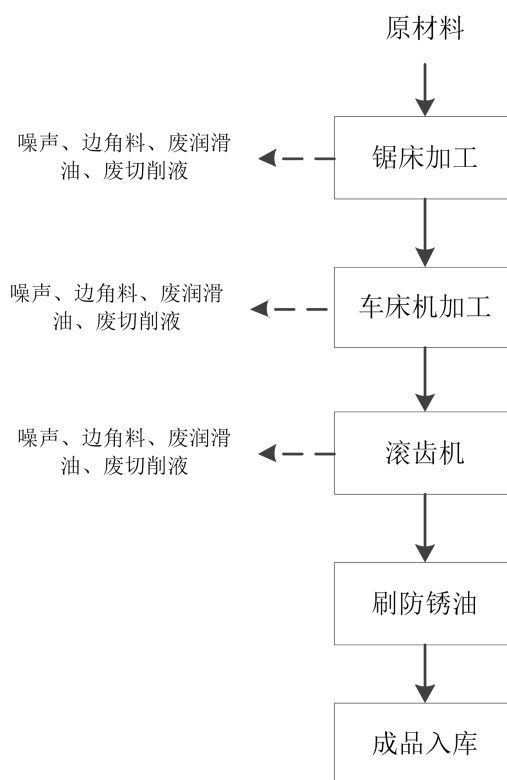 原材料
噪声、边角料、废润滑
油、废切削液
锯床加工
噪声、边角料、废润滑
油、废切削液
车床机加工
噪声、边角料、废润滑
油、废切削液
滚齿机
刷防锈油
成品入库